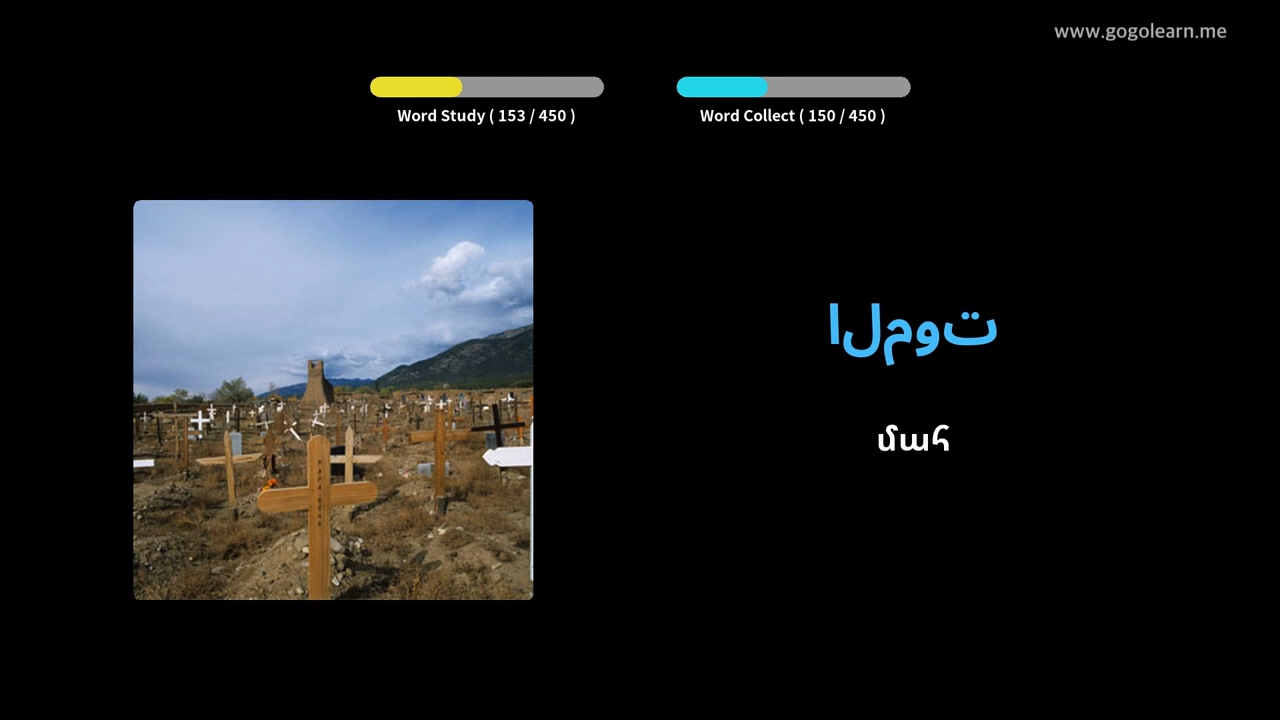 www.gogolearn.me
Word Study ( 153 / 450 )
Word Collect ( 150 / 450 )
الموت
մահ